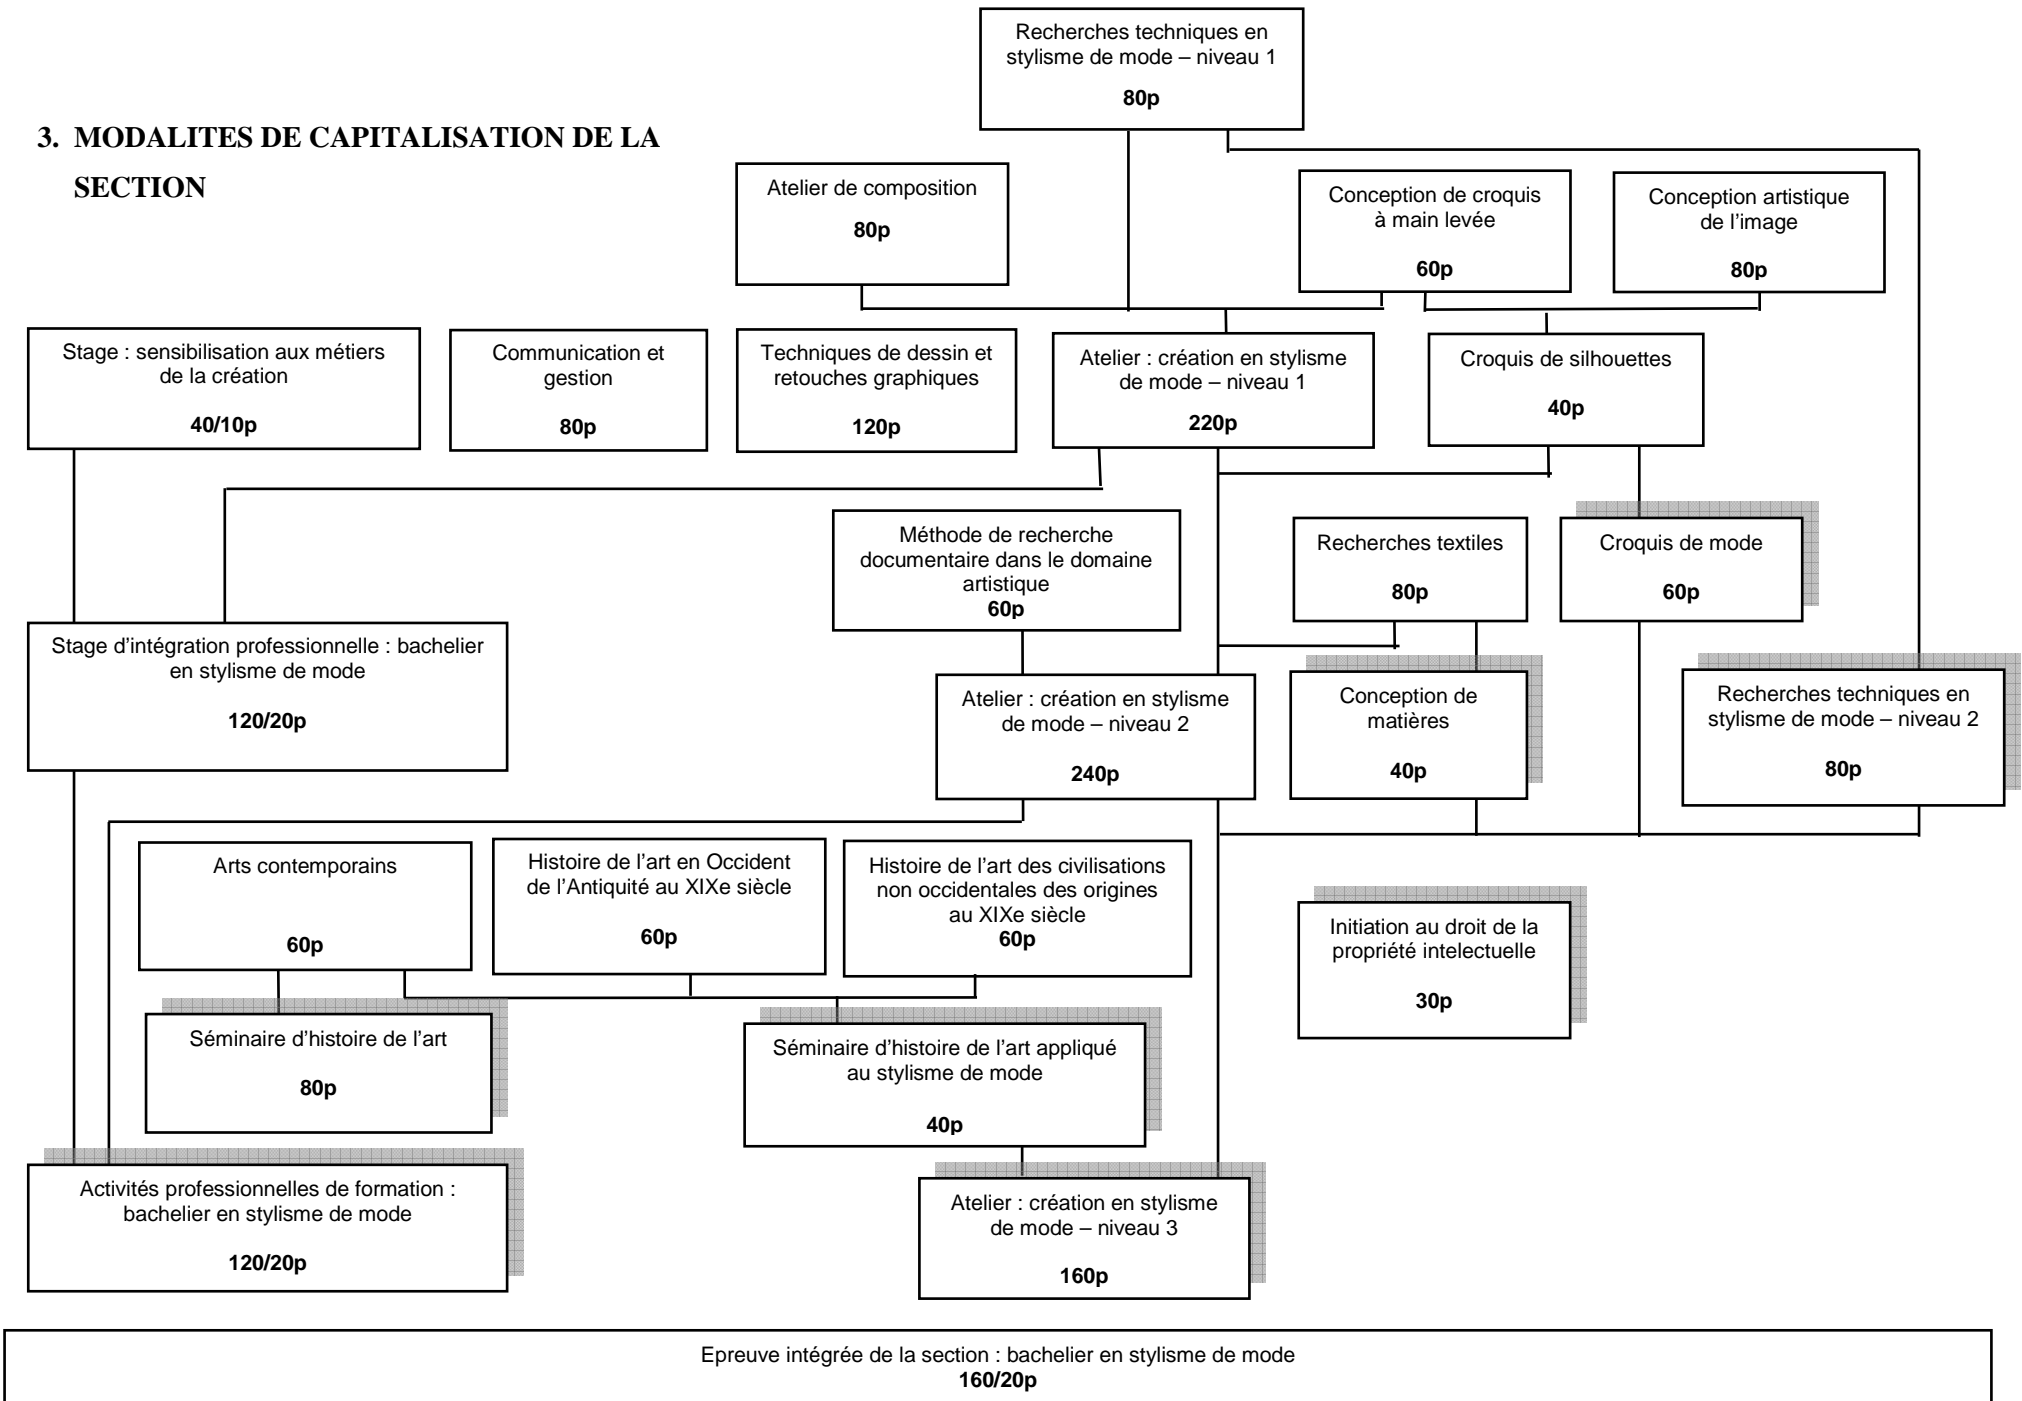 Recherches techniques en
stylisme de mode – niveau 1
80p
3. MODALITES DE CAPITALISATION DE LA
SECTION
Atelier de composition
80p
Conception de croquis
à main levée
60p
Conception artistique
de l'image
80p
Stage : sensibilisation aux métiers
de la création
40/10p
Communication et
gestion
80p
Techniques de dessin et
retouches graphiques
120p
Atelier : création en stylisme
de mode – niveau 1
220p
Croquis de silhouettes
40p
Méthode de recherche
documentaire dans le domaine
artistique
60p
Recherches textiles
80p
Croquis de mode
60p
Stage d'intégration professionnelle : bachelier
en stylisme de mode
120/20p
Atelier : création en stylisme
de mode – niveau 2
240p
Conception de
matières
40p
Recherches techniques en
stylisme de mode – niveau 2
80p
Arts contemporains
60p
Histoire de l'art en Occident
de l'Antiquité au XIXe siècle
60p
Histoire de l'art des civilisations
non occidentales des origines
au XIXe siècle
60p
Initiation au droit de la
propriété intelectuelle
30p
Séminaire d'histoire de l'art
80p
Séminaire d'histoire de l'art appliqué
au stylisme de mode
40p
Activités professionnelles de formation :
bachelier en stylisme de mode
120/20p
Atelier : création en stylisme
de mode – niveau 3
160p
Epreuve intégrée de la section : bachelier en stylisme de mode
160/20p